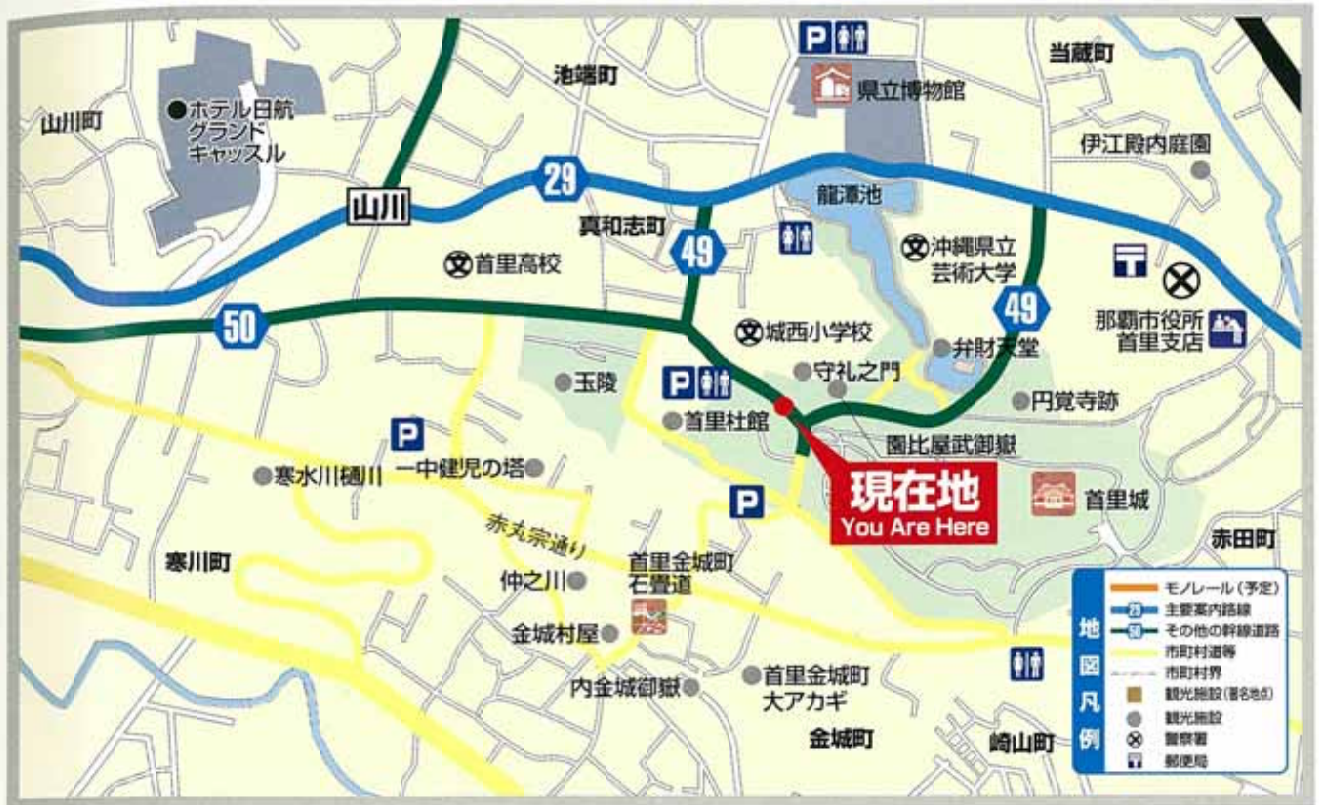 当蔵町
池端町
P
県立博物館
山川町
ホテル日航
グランド
キャッスル
伊江殿内庭園
29
山川
龍潭池
真和志町
49
首里高校
沖縄県立
芸術大学
50
49
城西小学校
那覇市役所
首里支店
弁財天堂
玉陵
P
守礼之門
円覚寺跡
首里社館
園比屋武御嶽
P
一中健児の塔
寒水川樋川
現在地
You Are Here
P
首里城
赤丸宗通り
赤田町
寒川町
首里金城町
石畳道
仲之川
金城村屋
内金城御嶽
首里金城町
大アカギ
金城町
崎山町
地図凡例
モノレール(予定)
29 主要案内路線
50 その他の幹線道路
市町村道等
市町村界
観光施設(著名地点)
観光施設
警察署
郵便局